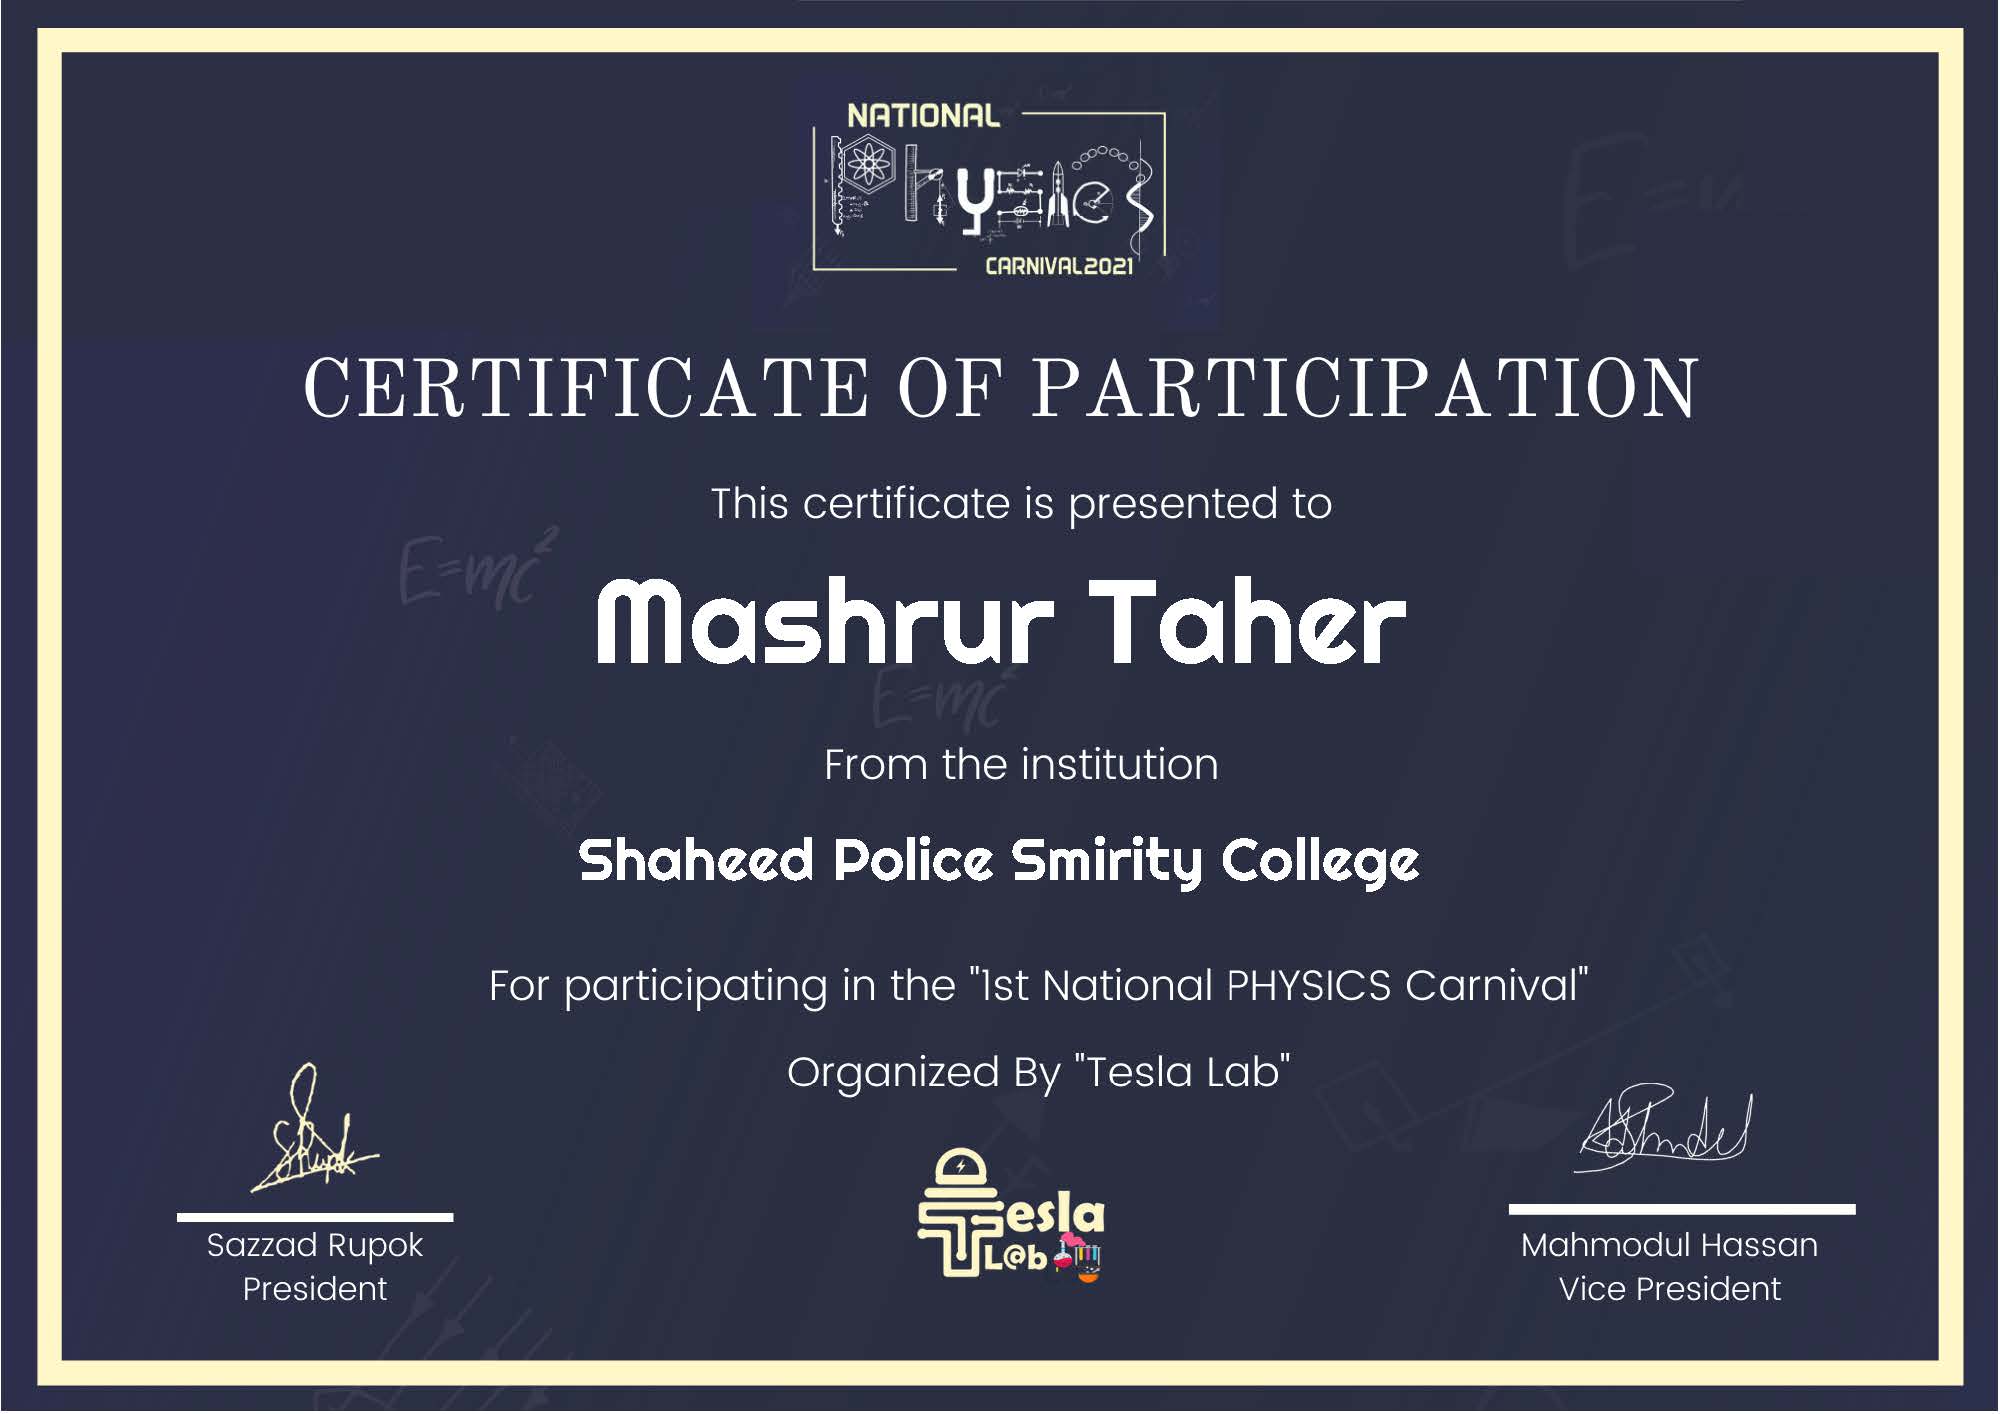 NATIONAL
Physics
CARNIVAL2021
CERTIFICATE OF PARTICIPATION
This certificate is presented to
E=mc²
Mashrur Taher
E=mc²
From the institution
Shaheed Police Smirity College
For participating in the "1st National PHYSICS Carnival"
Organized By "Tesla Lab"
Tesla
L@b
Sazzad Rupok
President
Mahmodul Hassan
Vice President